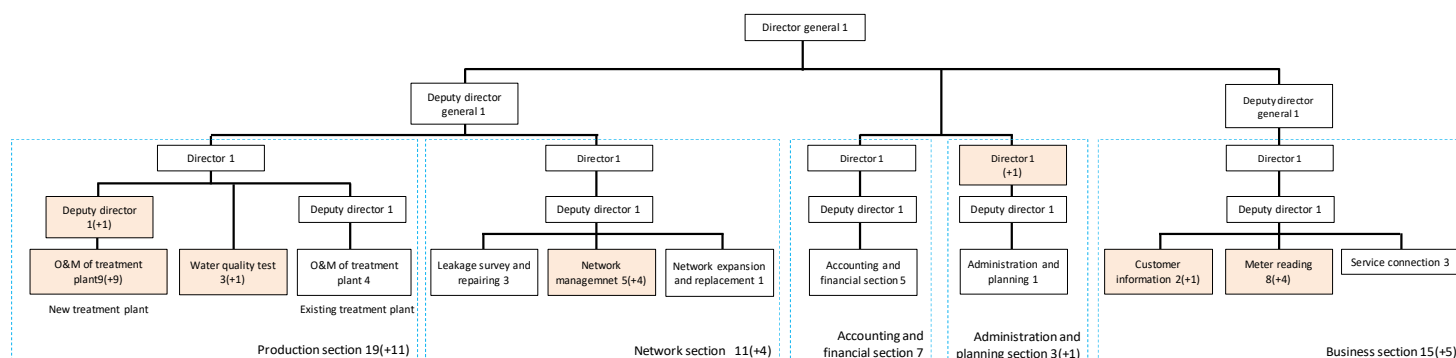 Director general 1
Deputy director
general 1
Deputy director
general 1
Director 1
Director 1
Director 1
Director 1
(+1)
Director 1
Deputy director
1(+1)
Deputy director 1
Deputy director 1
Deputy director 1
Deputy director 1
Deputy director 1
O&M of treatment
plant9(+9)
Water quality test
3(+1)
O&M of treatment
plant 4
Leakage survey and
repairing 3
Network
managemnet 5(+4)
Network expansion
and replacement 1
Accounting and
financial section 5
Administration and
planning 1
Customer
information 2(+1)
Meter reading
8(+4)
Service connection 3
New treatment plant
Existing treatment plant
Production section 19(+11)
Network section 11(+4)
Accounting and
financial section 7
Administration and
planning section 3(+1)
Business section 15(+5)